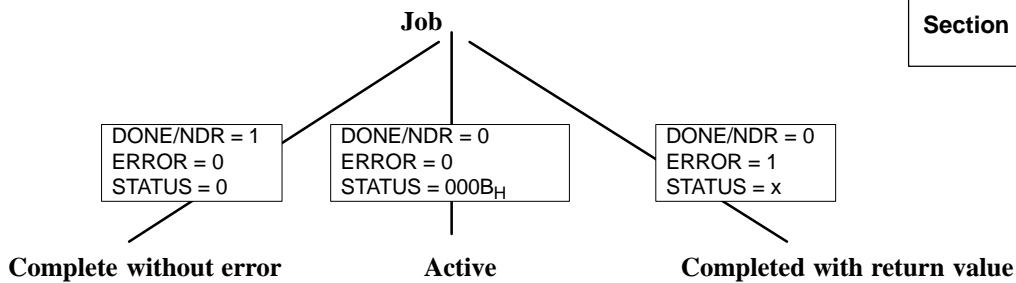 Job
Section
DONE/NDR = 1
ERROR = 0
STATUS = 0
DONE/NDR = 0
ERROR = 0
STATUS = 000BH
DONE/NDR = 0
ERROR = 1
STATUS = x
Complete without error
Active
Completed with return value